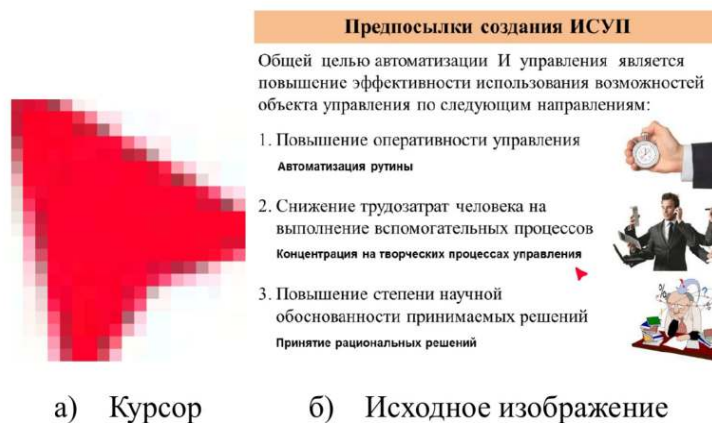 Предпосылки создания ИСУП
Общей целью автоматизации И управления является
повышение эффективности использования возможностей
объекта управления по следующим направлениям:
1. Повышение оперативности управления
Автоматизация рутины
2. Снижение трудозатрат человека на
выполнение вспомогательных процессов
Концентрация на творческих процессах управления
3. Повышение степени научной
обоснованности принимаемых решений
Принятие рациональных решений
а) Курсор
б) Исходное изображение